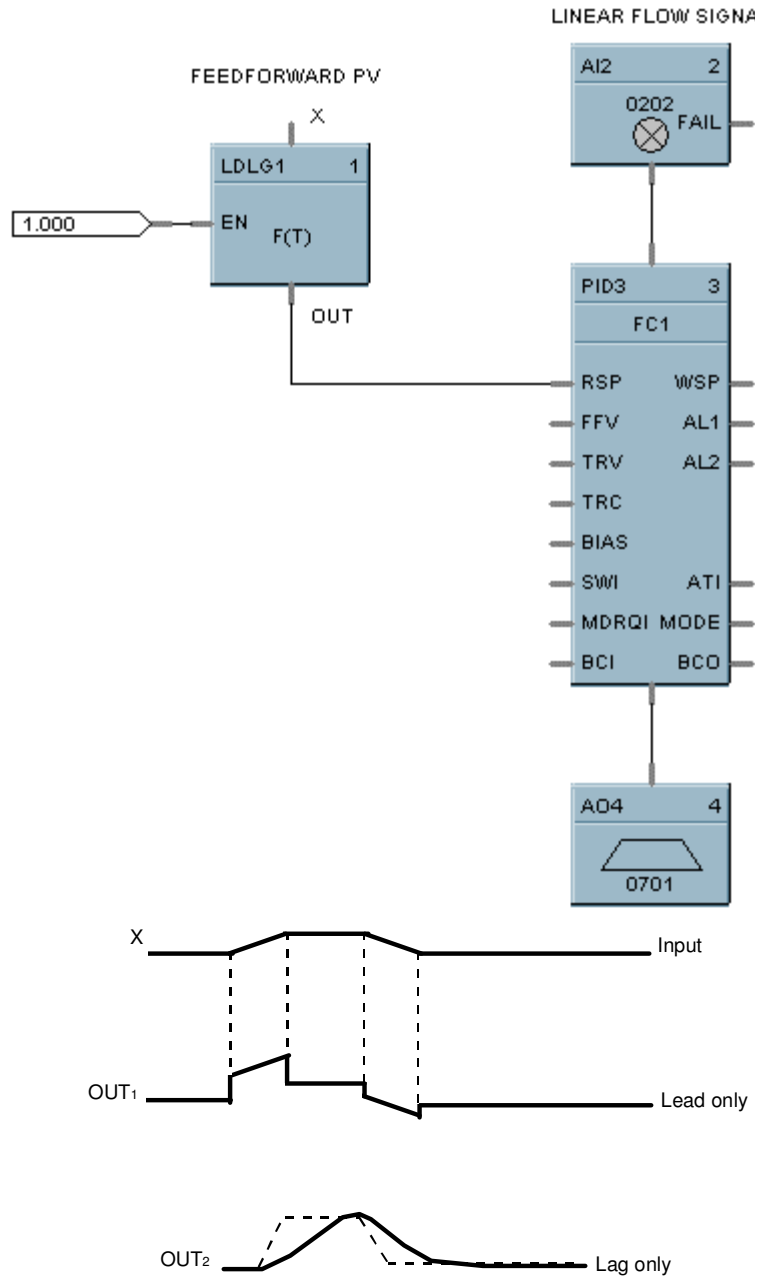 LINEAR FLOW SIGNA
FEEDFORWARD PV
AI2 2
0202
FAIL
X
LDLG1 1
1.000
EN
F(T)
OUT
PID3 3
FC1
RSP WSP
FFV AL1
TRV AL2
TRC
BIAS
SWI ATI
MDRQI MODE
BCI BCO
AO4 4
0701
X
Input
OUT1
Lead only
OUT2
Lag only